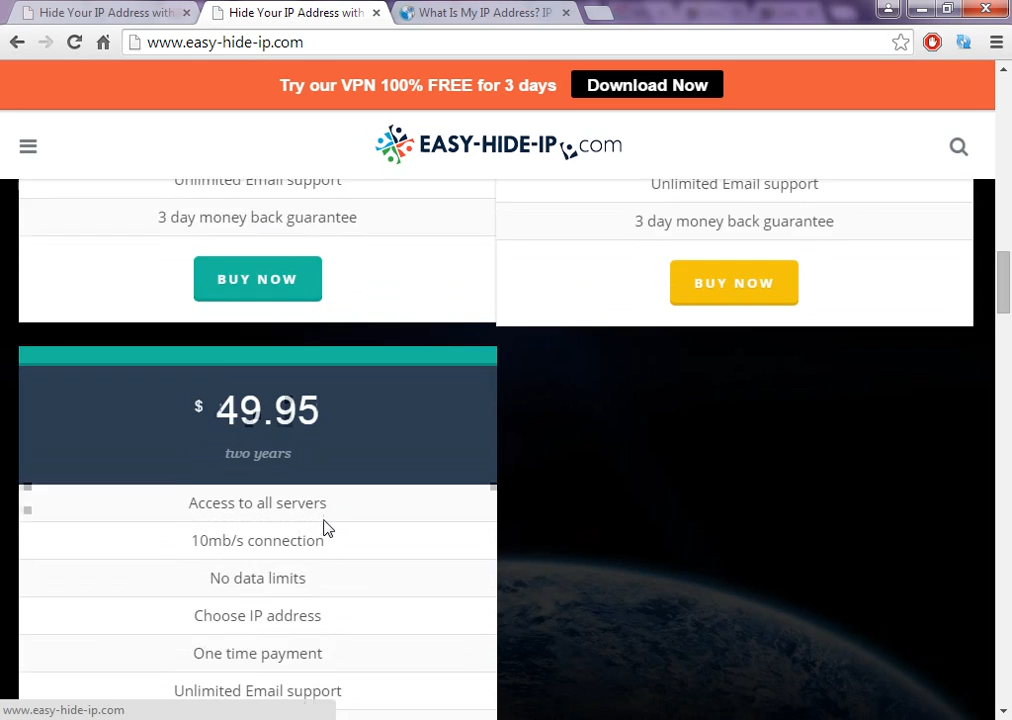 Hide Your IP Address with
Hide Your IP Address with
What Is My IP Address? IP
www.easy-hide-ip.com
Try our VPN 100% FREE for 3 days
Download Now
EASY-HIDE-IP.com
Unlimited Email support
3 day money back guarantee
BUY NOW
Unlimited Email support
3 day money back guarantee
BUY NOW
$ 49.95
two years
Access to all servers
10mb/s connection
No data limits
Choose IP address
One time payment
Unlimited Email support
www.easy-hide-ip.com